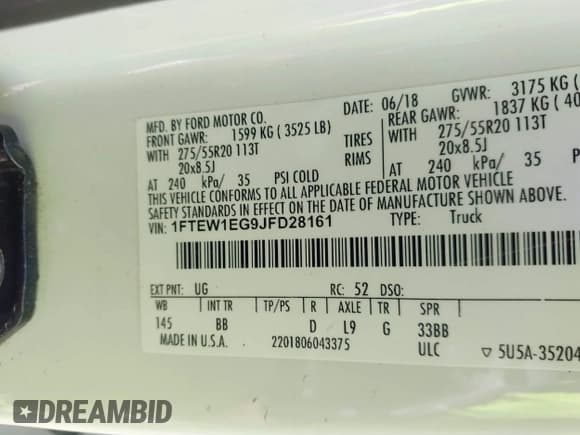 MFD. BY FORD MOTOR CO.
DATE: 06/18 GVWR: 3175 KG (
FRONT GAWR: 1599 KG ( 3525 LB)
REAR GAWR: 1837 KG ( 40
WITH 275/55R20 113T TIRES WITH 275/55R20 113T
20x8.5J RIMS 20x8.5J
AT 240 kPa/ 35 PSI COLD AT 240 kPa/ 35
THIS VEHICLE CONFORMS TO ALL APPLICABLE FEDERAL MOTOR VEHICLE
SAFETY STANDARDS IN EFFECT ON THE DATE OF MANUFACTURE SHOWN ABOVE.
VIN: 1FTEW1EG9JFD28161 TYPE: Truck
EXT PNT: UG RC: 52 DSO:
WB INT TR TP/PS R AXLE TR SPR
145 BB D L9 G 33BB
MADE IN U.S.A. 2201806043375 ULC ▽ 5U5A-35204
DREAMBID